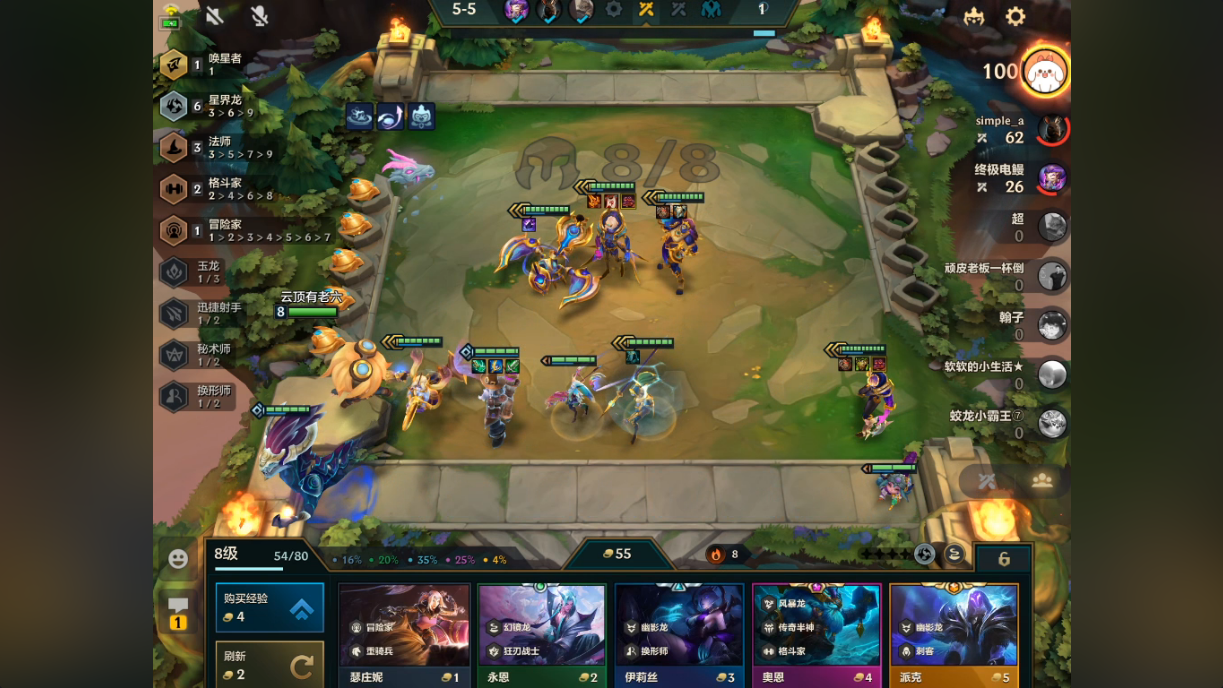 5-5
1
唤星者
1
1
星界龙
6
3 > 6 > 9
法师
3
3 > 5 > 7 > 9
格斗家
2
2 > 4 > 6 > 8
冒险家
1
1 > 2 > 3 > 4 > 5 > 6 > 7
玉龙
1 / 3
迅捷射手
1 / 2
秘术师
1 / 2
换形师
1 / 2
8/8
云顶有老六
8
100
simple_a
62
终极电鳗
26
超
0
顽皮老板一杯倒
0
翰子
0
软软的小生活★
0
蛟龙小霸王⑦
0
8级
54/80
16% 20% 35% 25% 4%
55
8
6
1
购买经验
4
刷新
2
冒险家
重骑兵
瑟庄妮 1
幻镜龙
狂刃战士
永恩 2
幽影龙
换形师
伊莉丝 3
风暴龙
传奇半神
格斗家
奥恩 4
幽影龙
刺客
派克 5